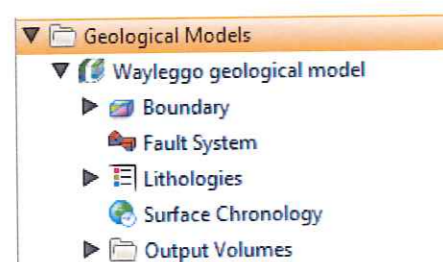 Geological Models
Wayleggo geological model
Boundary
Fault System
Lithologies
Surface Chronology
Output Volumes